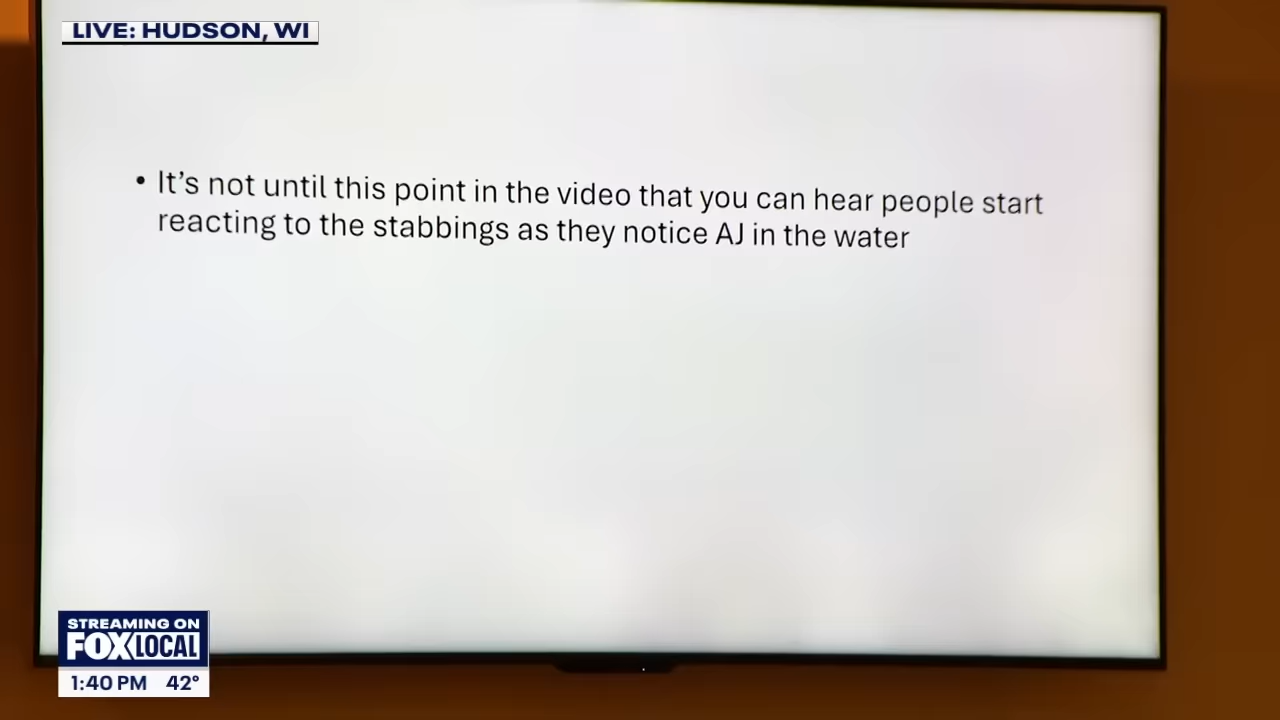 LIVE: HUDSON, WI
• It's not until this point in the video that you can hear people start
reacting to the stabbings as they notice AJ in the water
STREAMING ON
FOX LOCAL
1:40 PM 42°